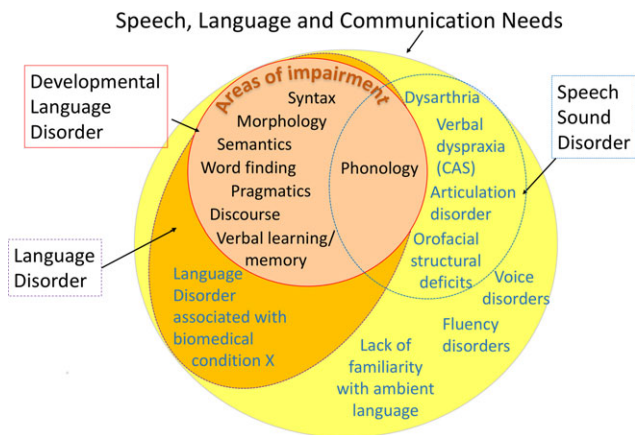 Speech, Language and Communication Needs
Developmental
Language
Disorder
Areas of impairment
Syntax
Morphology
Semantics
Word finding
Pragmatics
Discourse
Verbal learning/
memory
Phonology
Dysarthria
Verbal
dyspraxia
(CAS)
Articulation
disorder
Orofacial
structural
deficits
Speech
Sound
Disorder
Language
Disorder
Language
Disorder
associated with
biomedical
condition X
Voice
disorders
Fluency
disorders
Lack of
familiarity
with ambient
language